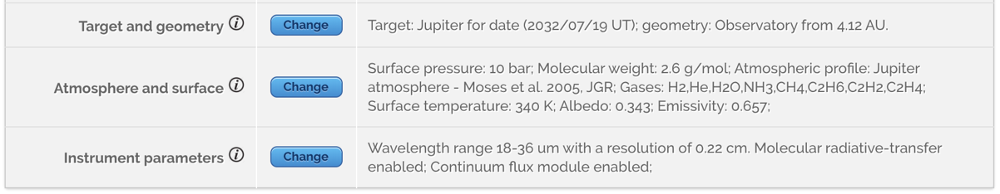 Target and geometry i Change Target: Jupiter for date (2032/07/19 UT); geometry: Observatory from 4.12 AU.
Surface pressure: 10 bar; Molecular weight: 2.6 g/mol; Atmospheric profile: Jupiter
Atmosphere and surface i Change atmosphere - Moses et al. 2005, JGR; Gases: H2,He,H2O,NH3,CH4,C2H6,C2H2,C2H4;
Surface temperature: 340 K; Albedo: 0.343; Emissivity: 0.657;
Instrument parameters i Change Wavelength range 18-36 um with a resolution of 0.22 cm. Molecular radiative-transfer
enabled; Continuum flux module enabled;